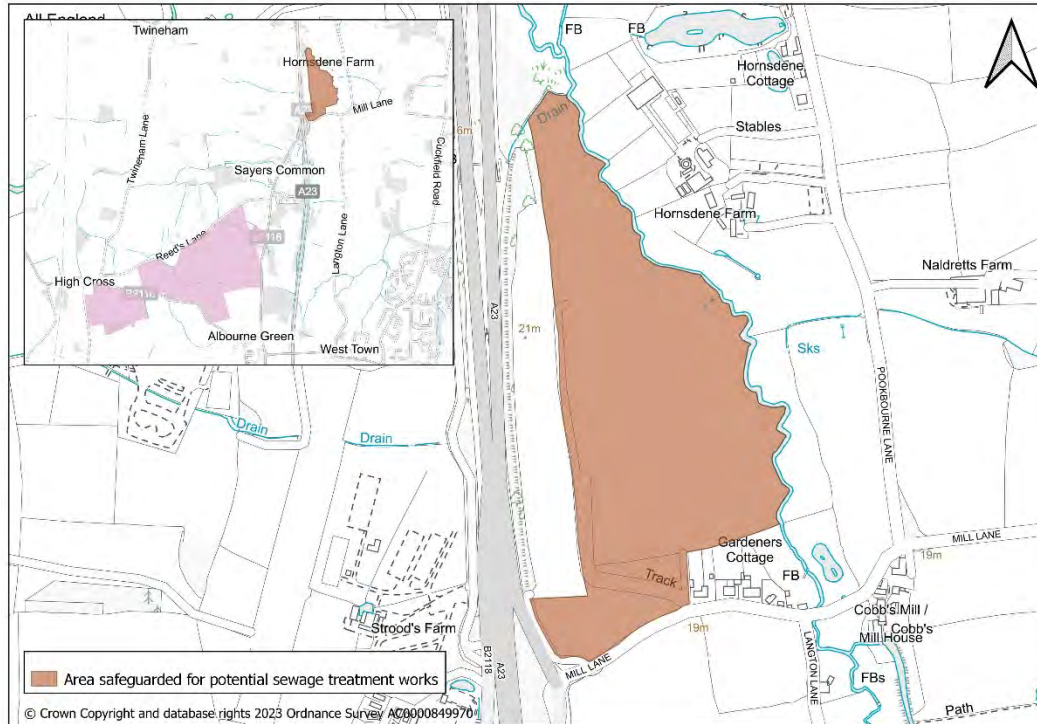 All England
Twineham
Hornsdene Farm
Mill Lane
Twineham Lane
Cuckfield Road
Sayers Common
A23
Langton Lane
Reed's Lane
High Cross
B2116
Albourne Green
West Town
FB
FB
Hornsdene
Cottage
Drain
Stables
Hornsdene Farm
Naldretts Farm
A23
21m
Sks
POOKBOURNE LANE
Drain
Drain
Gardeners
Cottage
MILL LANE
19m
FB
Track
Cobb's Mill /
Cobb's
Mill House
Strood's Farm
19m
B2118
A23
MILL LANE
LANGTON LANE
FBs
Path
Area safeguarded for potential sewage treatment works
© Crown Copyright and database rights 2023 Ordnance Survey AC0000849970